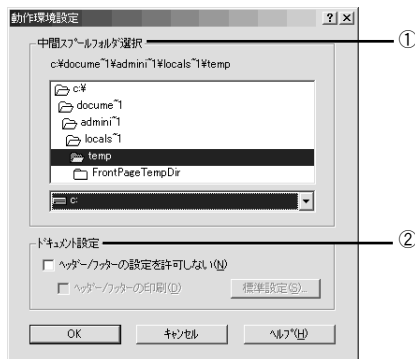 動作環境設定
中間ｽﾌﾟｰﾙﾌｫﾙﾀﾞ選択
①
c:¥docume~1¥admini~1¥locals~1¥temp
c:¥
docume~1
admini~1
locals~1
temp
FrontPageTempDir
c:
ﾄﾞｷｭﾒﾝﾄ設定
②
ﾍｯﾀﾞｰ/ﾌｯﾀｰの設定を許可しない(N)
ﾍｯﾀﾞｰ/ﾌｯﾀｰの印刷(D)
標準設定(S)...
OK
ｷｬﾝｾﾙ
ﾍﾙﾌﾟ(H)